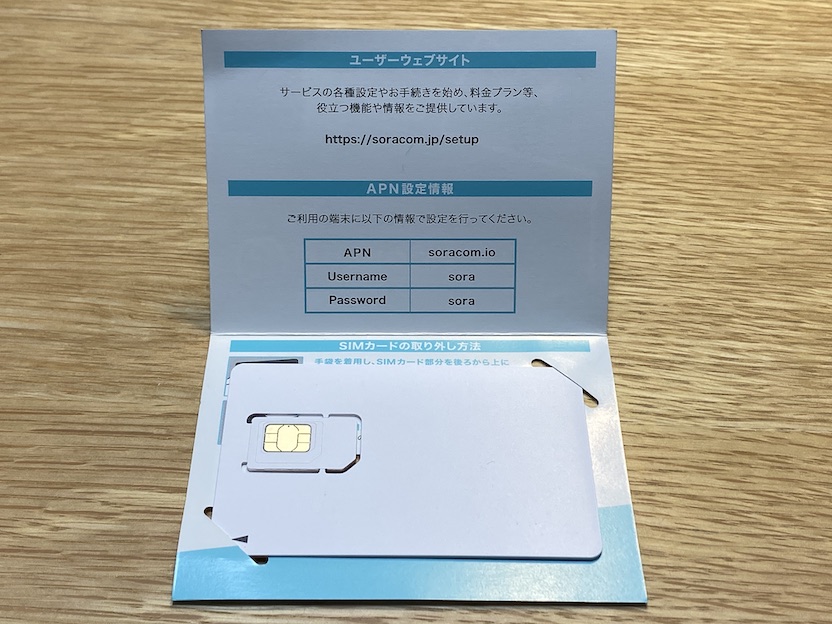 ユーザーウェブサイト
サービスの各種設定やお手続きを始め、料金プラン等、
役立つ機能や情報をご提供しています。
https://soracom.jp/setup
APN設定情報
ご利用の端末に以下の情報で設定を行ってください。
APN soracom.io
Username sora
Password sora
SIMカードの取り外し方法
手袋を着用し、SIMカード部分を後ろから上に